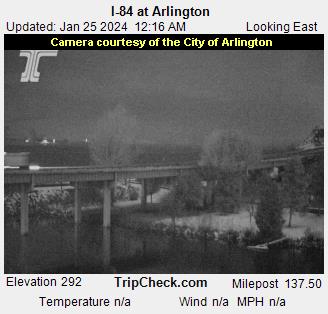 I-84 at Arlington
Updated: Jan 25 2024 12:16 AM Looking East
Camera courtesy of the City of Arlington
Elevation 292 TripCheck.com Milepost 137.50
Temperature n/a Wind n/a MPH n/a